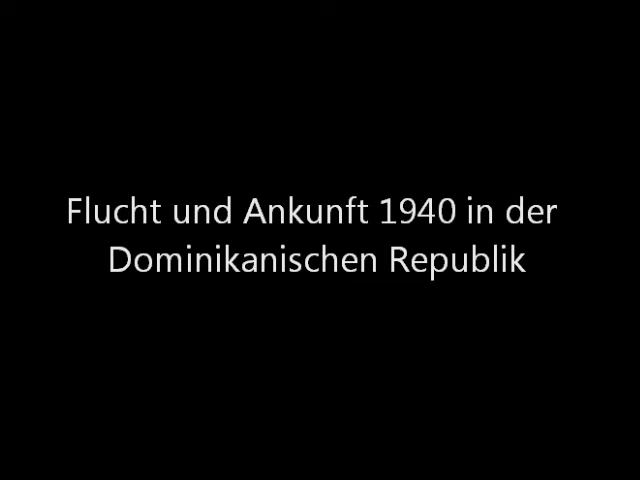 Flucht und Ankunft 1940 in der
Dominikanischen Republik